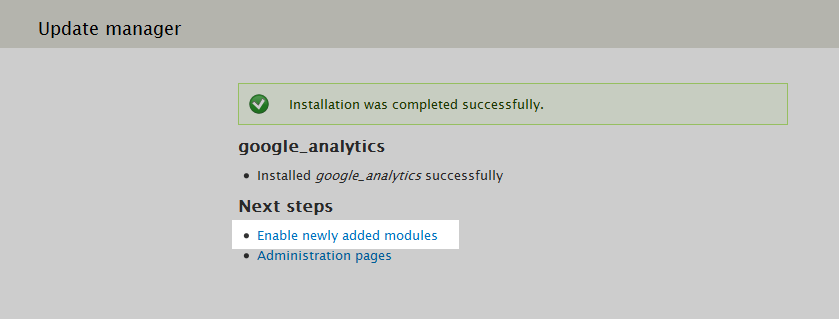 Update manager
Installation was completed successfully.
google_analytics
Installed google_analytics successfully
Next steps
Enable newly added modules
Administration pages